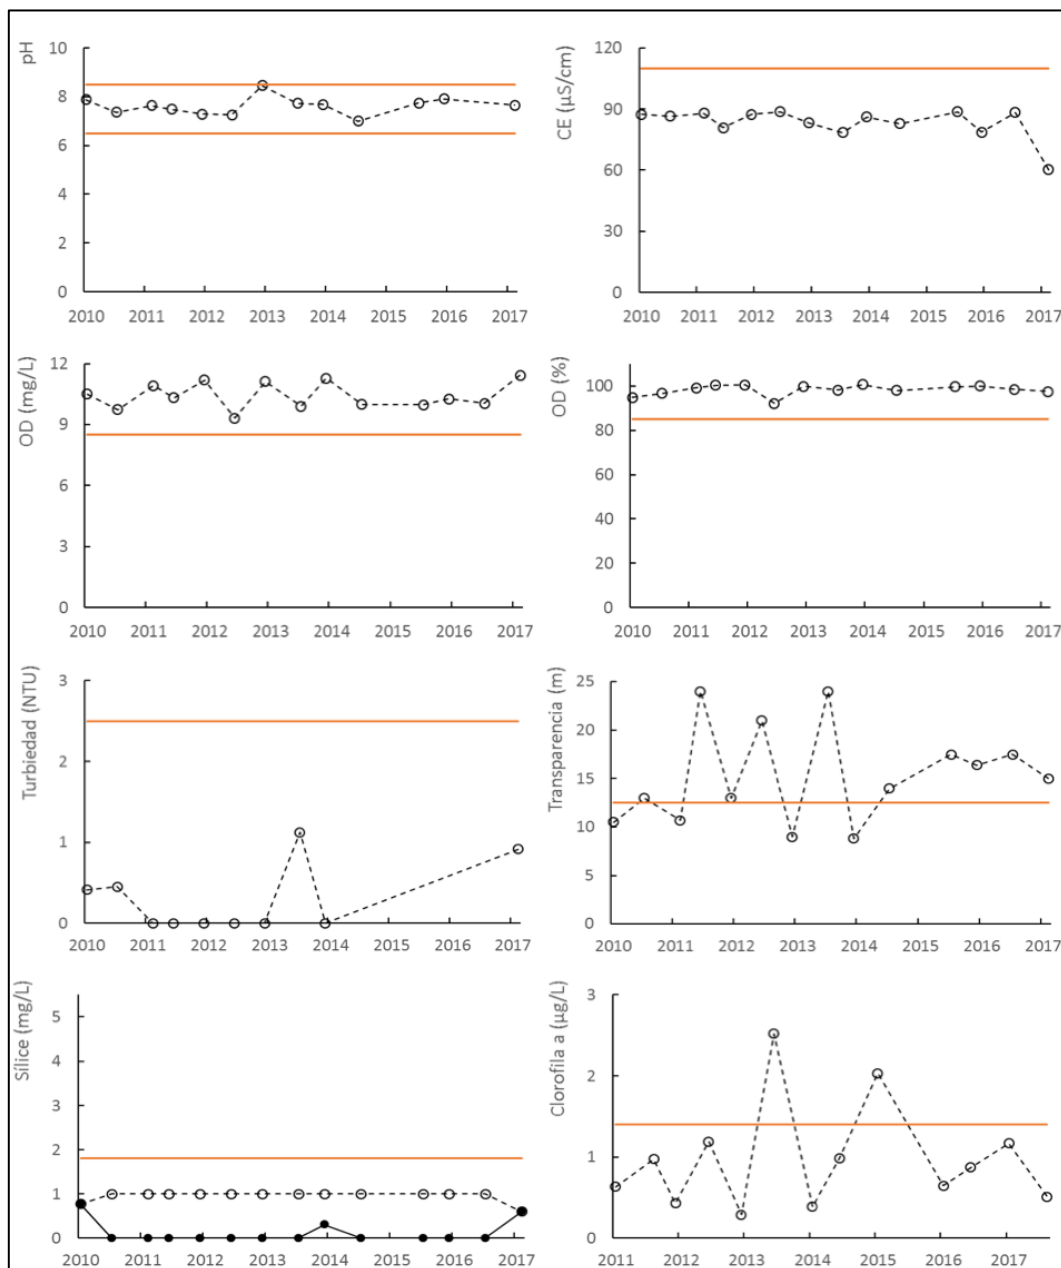 pH
10
8
6
4
2
0
2010 2011 2012 2013 2014 2015 2016 2017
CE (µS/cm)
120
90
60
30
0
2010 2011 2012 2013 2014 2015 2016 2017
OD (mg/L)
12
9
6
3
0
2010 2011 2012 2013 2014 2015 2016 2017
OD (%)
100
80
60
40
20
0
2010 2011 2012 2013 2014 2015 2016 2017
Turbiedad (NTU)
3
2
1
0
2010 2011 2012 2013 2014 2015 2016 2017
Transparencia (m)
25
20
15
10
5
0
2010 2011 2012 2013 2014 2015 2016 2017
Sílice (mg/L)
5
4
3
2
1
0
2010 2011 2012 2013 2014 2015 2016 2017
Clorofila a (µg/L)
3
2
1
0
2011 2012 2013 2014 2015 2016 2017